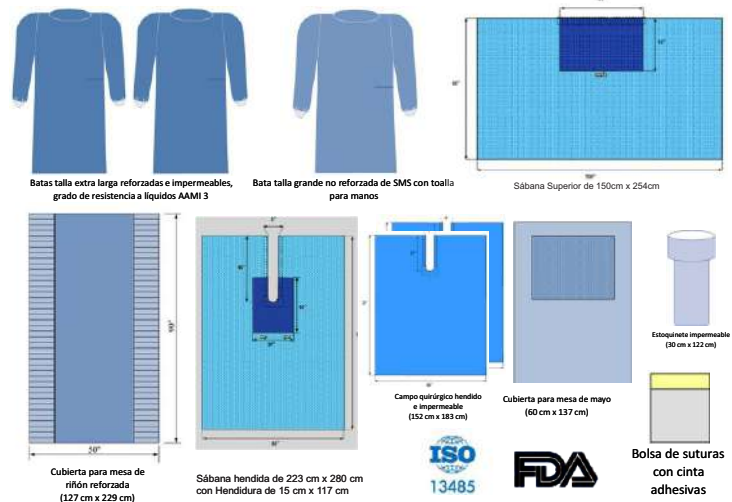 Batas talla extra larga reforzadas e impermeables,
grado de resistencia a líquidos AAMI 3
Bata talla grande no reforzada de SMS con toalla
para manos
Sábana Superior de 150cm x 254cm
90"
50"
Cubierta para mesa de
riñón reforzada
(127 cm x 229 cm)
Sábana hendida de 223 cm x 280 cm
con Hendidura de 15 cm x 117 cm
Campo quirúrgico hendido
e impermeable
(152 cm x 183 cm)
Cubierta para mesa de mayo
(60 cm x 137 cm)
Estoquinete impermeable
(30 cm x 122 cm)
Bolsa de suturas
con cinta
adhesivas
ISO
13485
FDA